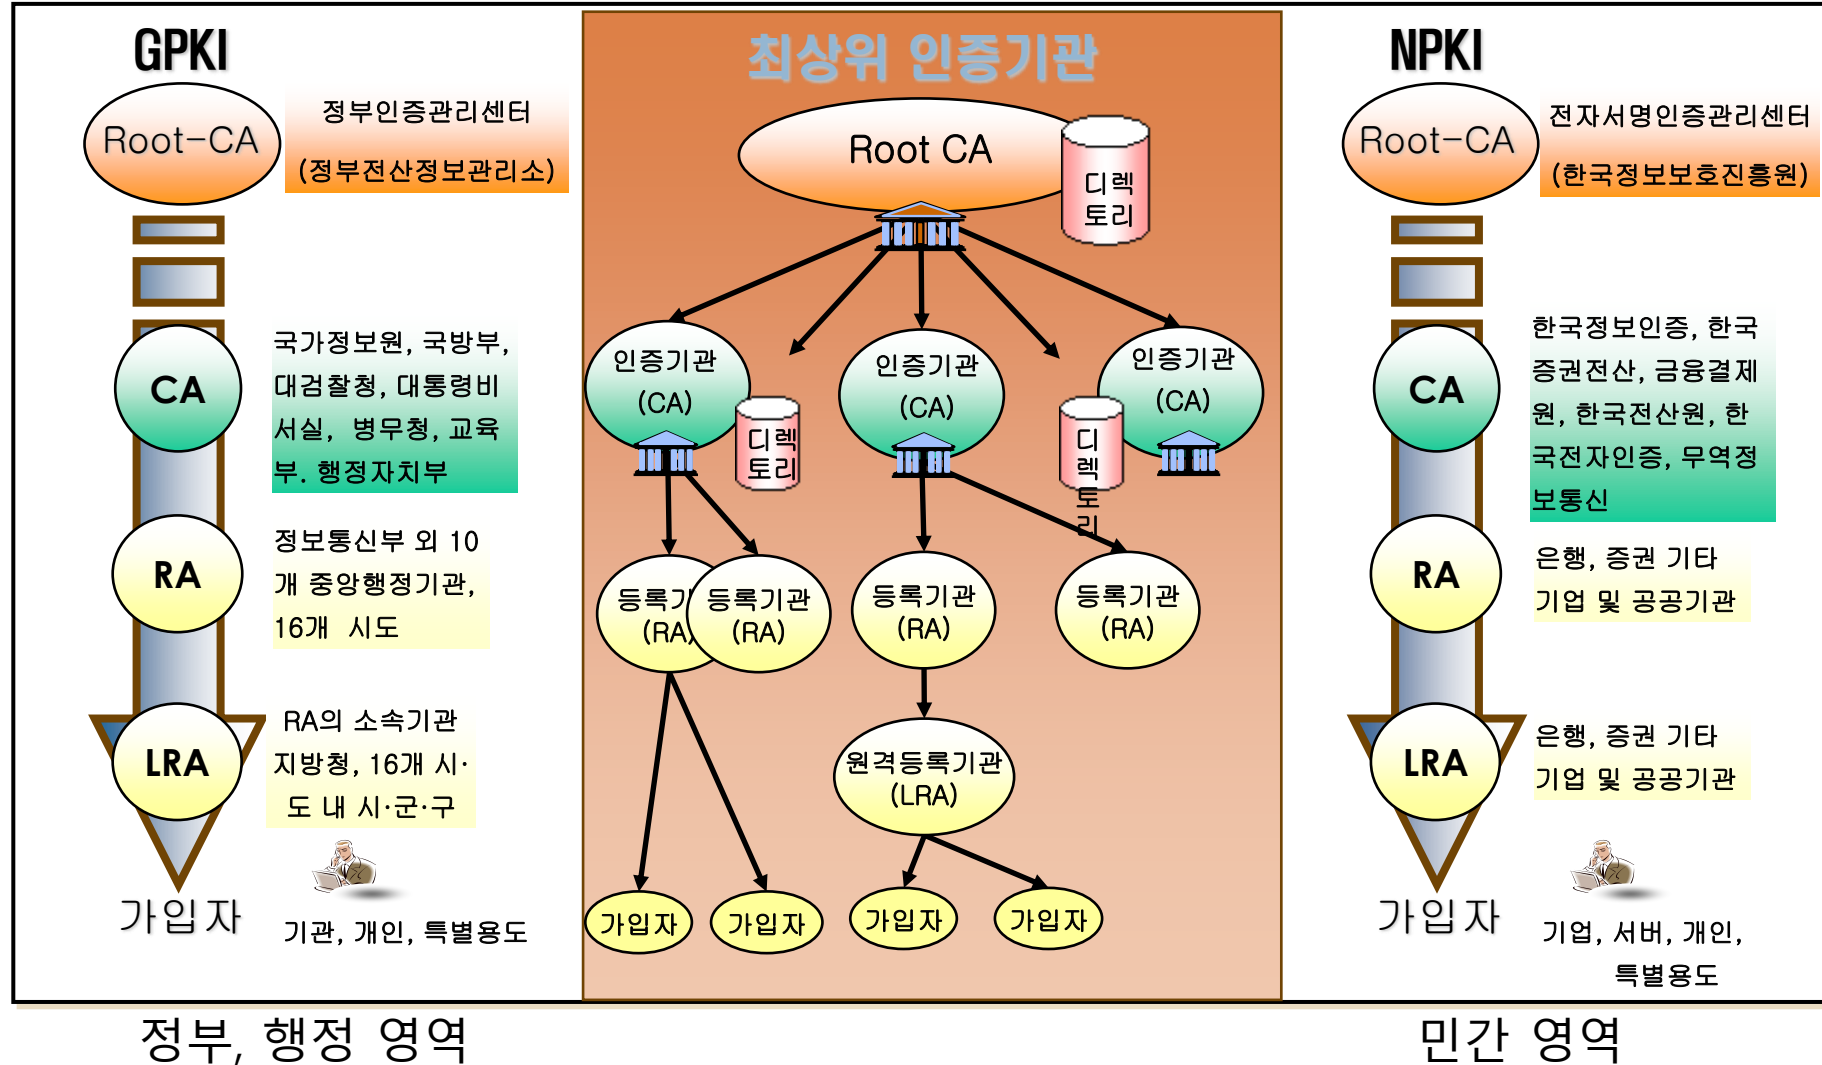 GPKI
Root-CA
정부인증관리센터
(정부전산정보관리소)
CA
국가정보원, 국방부,
대검찰청, 대통령비
서실, 병무청, 교육
부. 행정자치부
RA
정보통신부 외 10
개 중앙행정기관,
16개 시도
LRA
RA의 소속기관
지방청, 16개 시·
도 내 시·군·구
가입자
기관, 개인, 특별용도
정부, 행정 영역
최상위 인증기관
Root CA
디렉
토리
인증기관
(CA)
디렉
토리
인증기관
(CA)
디
렉
토
리
인증기관
(CA)
등록기
(RA)
등록기관
(RA)
등록기관
(RA)
등록기관
(RA)
원격등록기관
(LRA)
가입자
가입자
가입자
가입자
NPKI
Root-CA
전자서명인증관리센터
(한국정보보호진흥원)
CA
한국정보인증, 한국
증권전산, 금융결제
원, 한국전산원, 한
국전자인증, 무역정
보통신
RA
은행, 증권 기타
기업 및 공공기관
LRA
은행, 증권 기타
기업 및 공공기관
가입자
기업, 서버, 개인,
특별용도
민간 영역